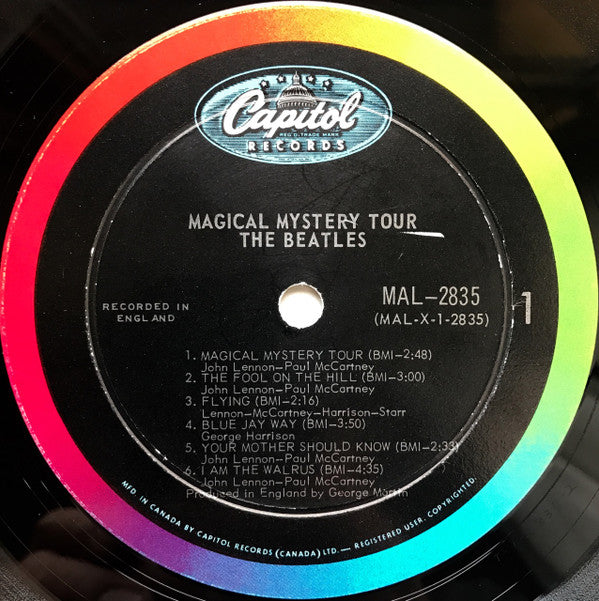 Capitol
REG. D. TRADE MARK
RECORDS
MAGICAL MYSTERY TOUR
THE BEATLES
RECORDED IN
ENGLAND
MAL-2835
(MAL-X-1-2835)
1
1. MAGICAL MYSTERY TOUR (BMI-2:48)
John Lennon-Paul McCartney
2. THE FOOL ON THE HILL (BMI-3:00)
John Lennon-Paul McCartney
3. FLYING (BMI-2:16)
Lennon-McCartney-Harrison-Starr
4. BLUE JAY WAY (BMI-3:50)
George Harrison
5. YOUR MOTHER SHOULD KNOW (BMI-2:33)
John Lennon-Paul McCartney
6. I AM THE WALRUS (BMI-4:35)
John Lennon-Paul McCartney
Produced in England by George Martin
MFD. IN CANADA BY CAPITOL RECORDS (CANADA) LTD. — REGISTERED USER. COPYRIGHTED.